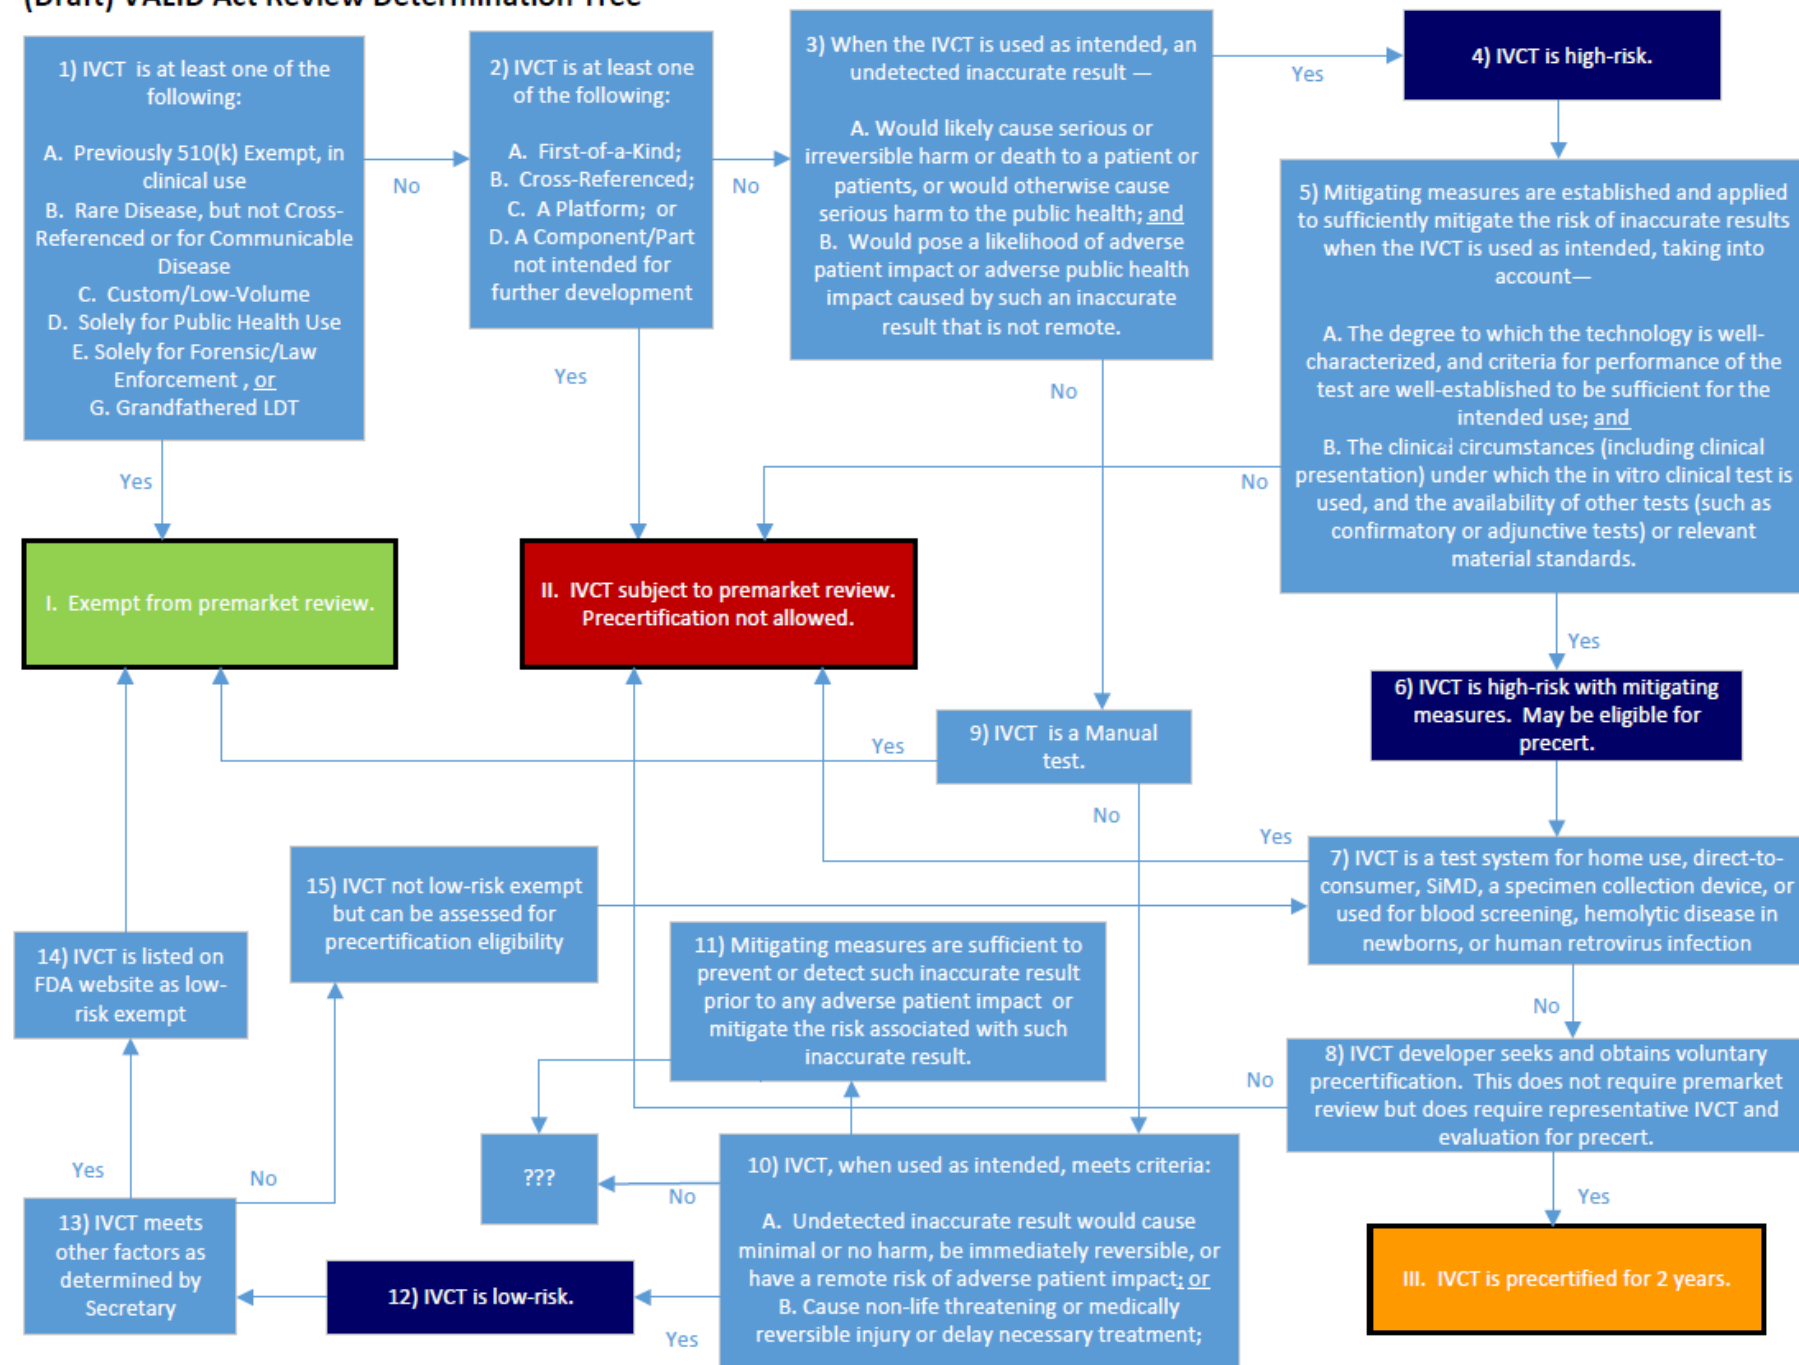 (Draft) VALID Act Review Determination Tree
1) IVCT is at least one of the
following:
A. Previously 510(k) Exempt, in
clinical use
B. Rare Disease, but not Cross-
Referenced or for Communicable
Disease
C. Custom/Low-Volume
D. Solely for Public Health Use
E. Solely for Forensic/Law
Enforcement , or
G. Grandfathered LDT
No
Yes
2) IVCT is at least one
of the following:
A. First-of-a-Kind;
B. Cross-Referenced;
C. A Platform; or
D. A Component/Part
not intended for
further development
No
Yes
3) When the IVCT is used as intended, an
undetected inaccurate result —
A. Would likely cause serious or
irreversible harm or death to a patient or
patients, or would otherwise cause
serious harm to the public health; and
B. Would pose a likelihood of adverse
patient impact or adverse public health
impact caused by such an inaccurate
result that is not remote.
Yes
No
4) IVCT is high-risk.
5) Mitigating measures are established and applied
to sufficiently mitigate the risk of inaccurate results
when the IVCT is used as intended, taking into
account—
A. The degree to which the technology is well-
characterized, and criteria for performance of the
test are well-established to be sufficient for the
intended use; and
B. The clinical circumstances (including clinical
presentation) under which the in vitro clinical test is
used, and the availability of other tests (such as
confirmatory or adjunctive tests) or relevant
material standards.
No
Yes
I. Exempt from premarket review.
II. IVCT subject to premarket review.
Precertification not allowed.
6) IVCT is high-risk with mitigating
measures. May be eligible for
precert.
9) IVCT is a Manual
test.
Yes
No
7) IVCT is a test system for home use, direct-to-
consumer, SiMD, a specimen collection device, or
used for blood screening, hemolytic disease in
newborns, or human retrovirus infection
Yes
No
15) IVCT not low-risk exempt
but can be assessed for
precertification eligibility
14) IVCT is listed on
FDA website as low-
risk exempt
11) Mitigating measures are sufficient to
prevent or detect such inaccurate result
prior to any adverse patient impact or
mitigate the risk associated with such
inaccurate result.
8) IVCT developer seeks and obtains voluntary
precertification. This does not require premarket
review but does require representative IVCT and
evaluation for precert.
No
Yes
???
10) IVCT, when used as intended, meets criteria:
A. Undetected inaccurate result would cause
minimal or no harm, be immediately reversible, or
have a remote risk of adverse patient impact; or
B. Cause non-life threatening or medically
reversible injury or delay necessary treatment;
No
Yes
13) IVCT meets
other factors as
determined by
Secretary
Yes
No
12) IVCT is low-risk.
III. IVCT is precertified for 2 years.